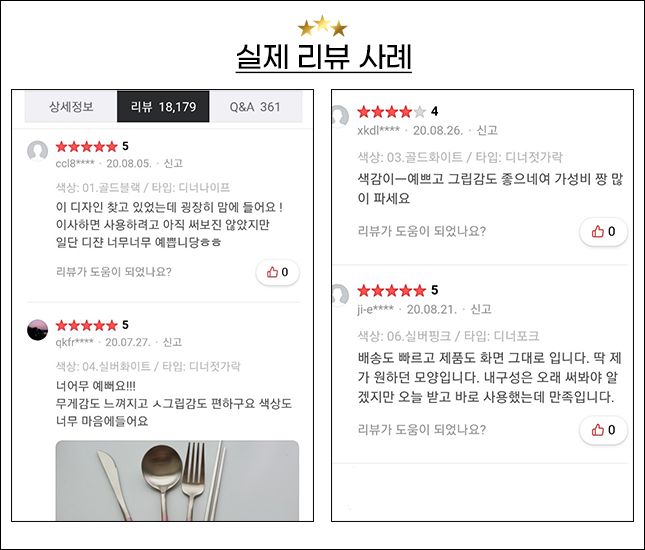 실제 리뷰 사례
상세정보 리뷰 18,179 Q&A 361
5
ccl8**** · 20.08.05. · 신고
색상: 01.골드블랙 / 타입: 디너나이프
이 디자인 찾고 있었는데 굉장히 맘에 들어요 !
이사하면 사용하려고 아직 써보진 않았지만
일단 디쟌 너무너무 예쁩니당ㅎㅎ
리뷰가 도움이 되었나요? 0
5
qkfr**** · 20.07.27. · 신고
색상: 04.실버화이트 / 타입: 디너젓가락
너어무 예뻐요!!!
무게감도 느껴지고 ㅅ그립감도 편하구요 색상도
너무 마음에들어요
4
xkdl**** · 20.08.26. · 신고
색상: 03.골드화이트 / 타입: 디너젓가락
색감이ㅡ예쁘고 그립감도 좋으네여 가성비 짱 많
이 파세요
리뷰가 도움이 되었나요? 0
5
ji-e**** · 20.08.21. · 신고
색상: 06.실버핑크 / 타입: 디너포크
배송도 빠르고 제품도 화면 그대로 입니다. 딱 제
가 원하던 모양입니다. 내구성은 오래 써봐야 알
겠지만 오늘 받고 바로 사용했는데 만족입니다.
리뷰가 도움이 되었나요? 0